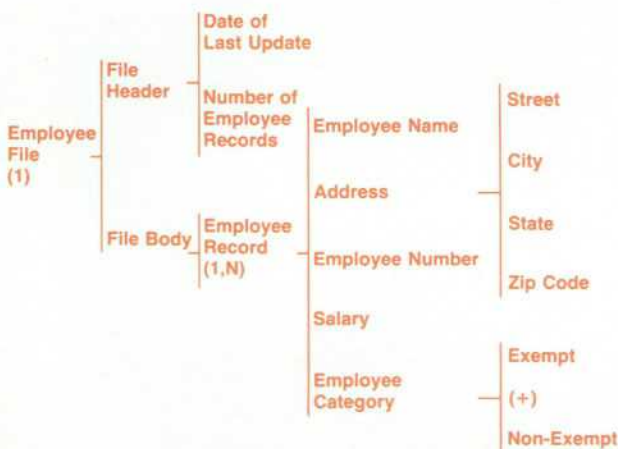 Employee
File
(1)
File
Header
File Body
Date of
Last Update
Number of
Employee
Records
Employee
Record
(1,N)
Employee Name
Address
Employee Number
Salary
Employee
Category
Street
City
State
Zip Code
Exempt
(+)
Non-Exempt